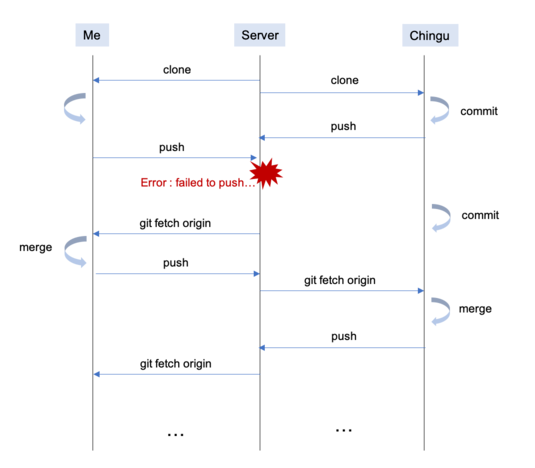 Me
Server
Chingu
clone
clone
commit
push
push
Error : failed to push...
commit
git fetch origin
merge
push
git fetch origin
merge
push
git fetch origin
...
...